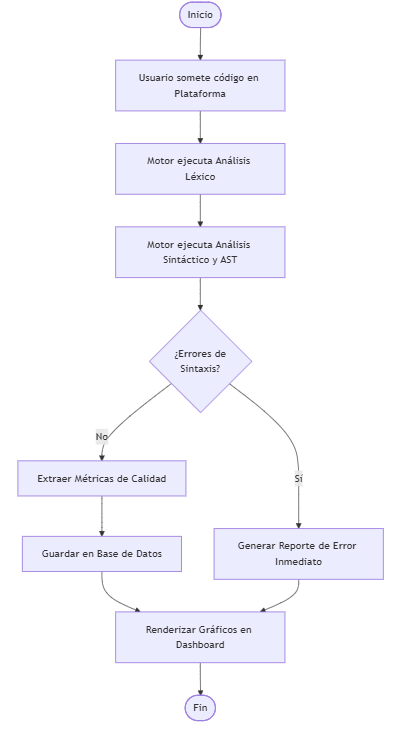 Inicio
Usuario somete código en
Plataforma
Motor ejecuta Análisis
Léxico
Motor ejecuta Análisis
Sintáctico y AST
¿Errores de
Sintaxis?
No
Sí
Extraer Métricas de Calidad
Guardar en Base de Datos
Generar Reporte de Error
Inmediato
Renderizar Gráficos en
Dashboard
Fin